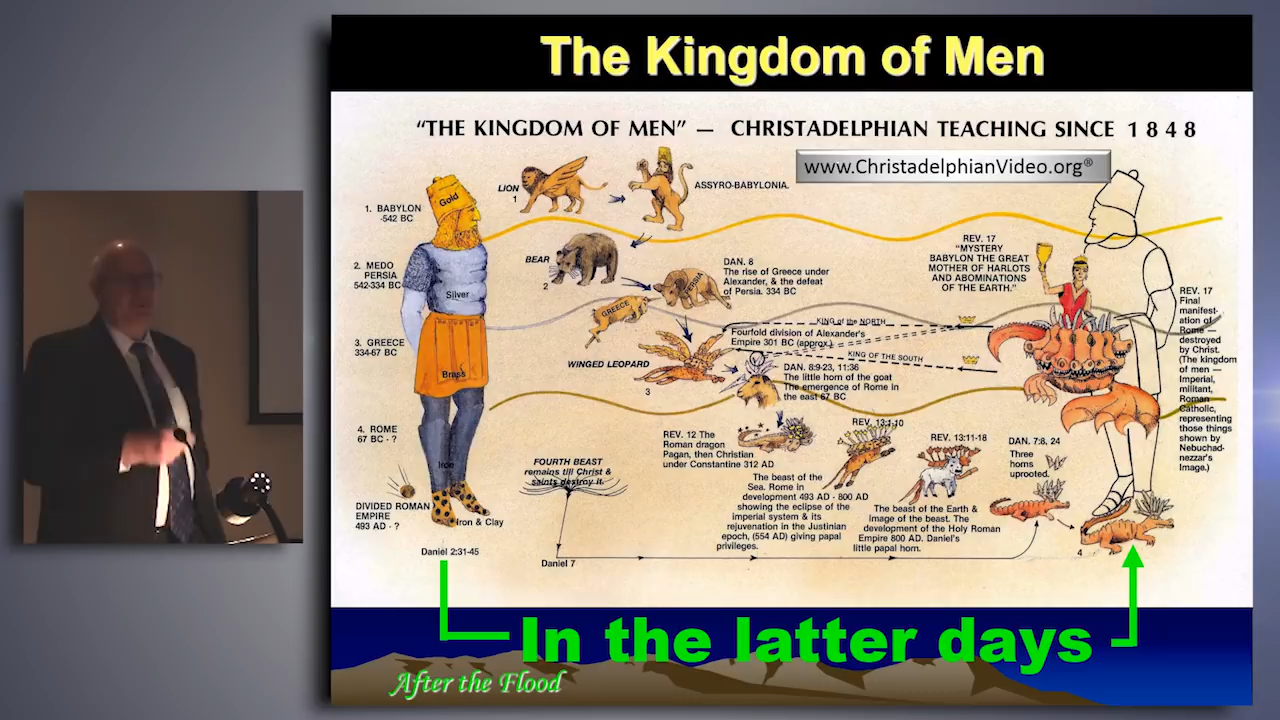 The Kingdom of Men
"THE KINGDOM OF MEN" — CHRISTADELPHIAN TEACHING SINCE 1848
www.ChristadelphianVideo.org®
LION
1
ASSYRO-BABYLONIA.
Gold
1. BABYLON
-542 BC
BEAR
2
2. MEDO
PERSIA
542-334 BC
Silver
PERSIA
GREECE
DAN. 8
The rise of Greece under
Alexander, & the defeat
of Persia. 334 BC
REV. 17
"MYSTERY
BABYLON THE GREAT
MOTHER OF HARLOTS
AND ABOMINATIONS
OF THE EARTH."
KING of the NORTH
Fourfold division of Alexander's
Empire 301 BC (approx.)
KING OF THE SOUTH
3. GREECE
334-67 BC
Brass
WINGED LEOPARD
3
DAN. 8:9-23, 11:36
The little horn of the goat
The emergence of Rome in
the east 67 BC
REV. 17
Final
manifest-
ation of
Rome —
destroyed
by Christ.
(The kingdom
of men —
Imperial,
militant,
Roman
Catholic,
representing
those things
shown by
Nebuchad-
nezzar's
Image.)
4. ROME
67 BC - ?
Iron
FOURTH BEAST
remains till Christ &
saints destroy it.
REV. 12 The
Roman dragon
Pagan, then Christian
under Constantine 312 AD
REV. 13:1-10
The beast of the
Sea. Rome in
development 493 AD - 800 AD
showing the eclipse of the
imperial system & its
rejuvenation in the Justinian
epoch, (554 AD) giving papal
privileges.
REV. 13:11-18
The beast of the Earth &
Image of the beast. The
development of the Holy Roman
Empire 800 AD. Daniel's
little papal horn.
DAN. 7:8, 24
Three
horns
uprooted.
4
DIVIDED ROMAN
EMPIRE
493 AD - ?
Iron & Clay
Daniel 2:31-45
Daniel 7
In the latter days
After the Flood